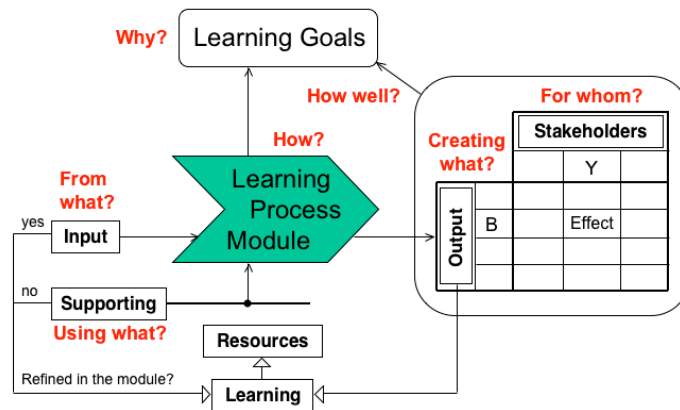 Why?
Learning Goals
How well?
For whom?
Stakeholders
How?
Creating
what?
Y
From
what?
Learning
Process
Module
yes
Input
Output
B
Effect
no
Supporting
Using what?
Resources
Refined in the module?
Learning